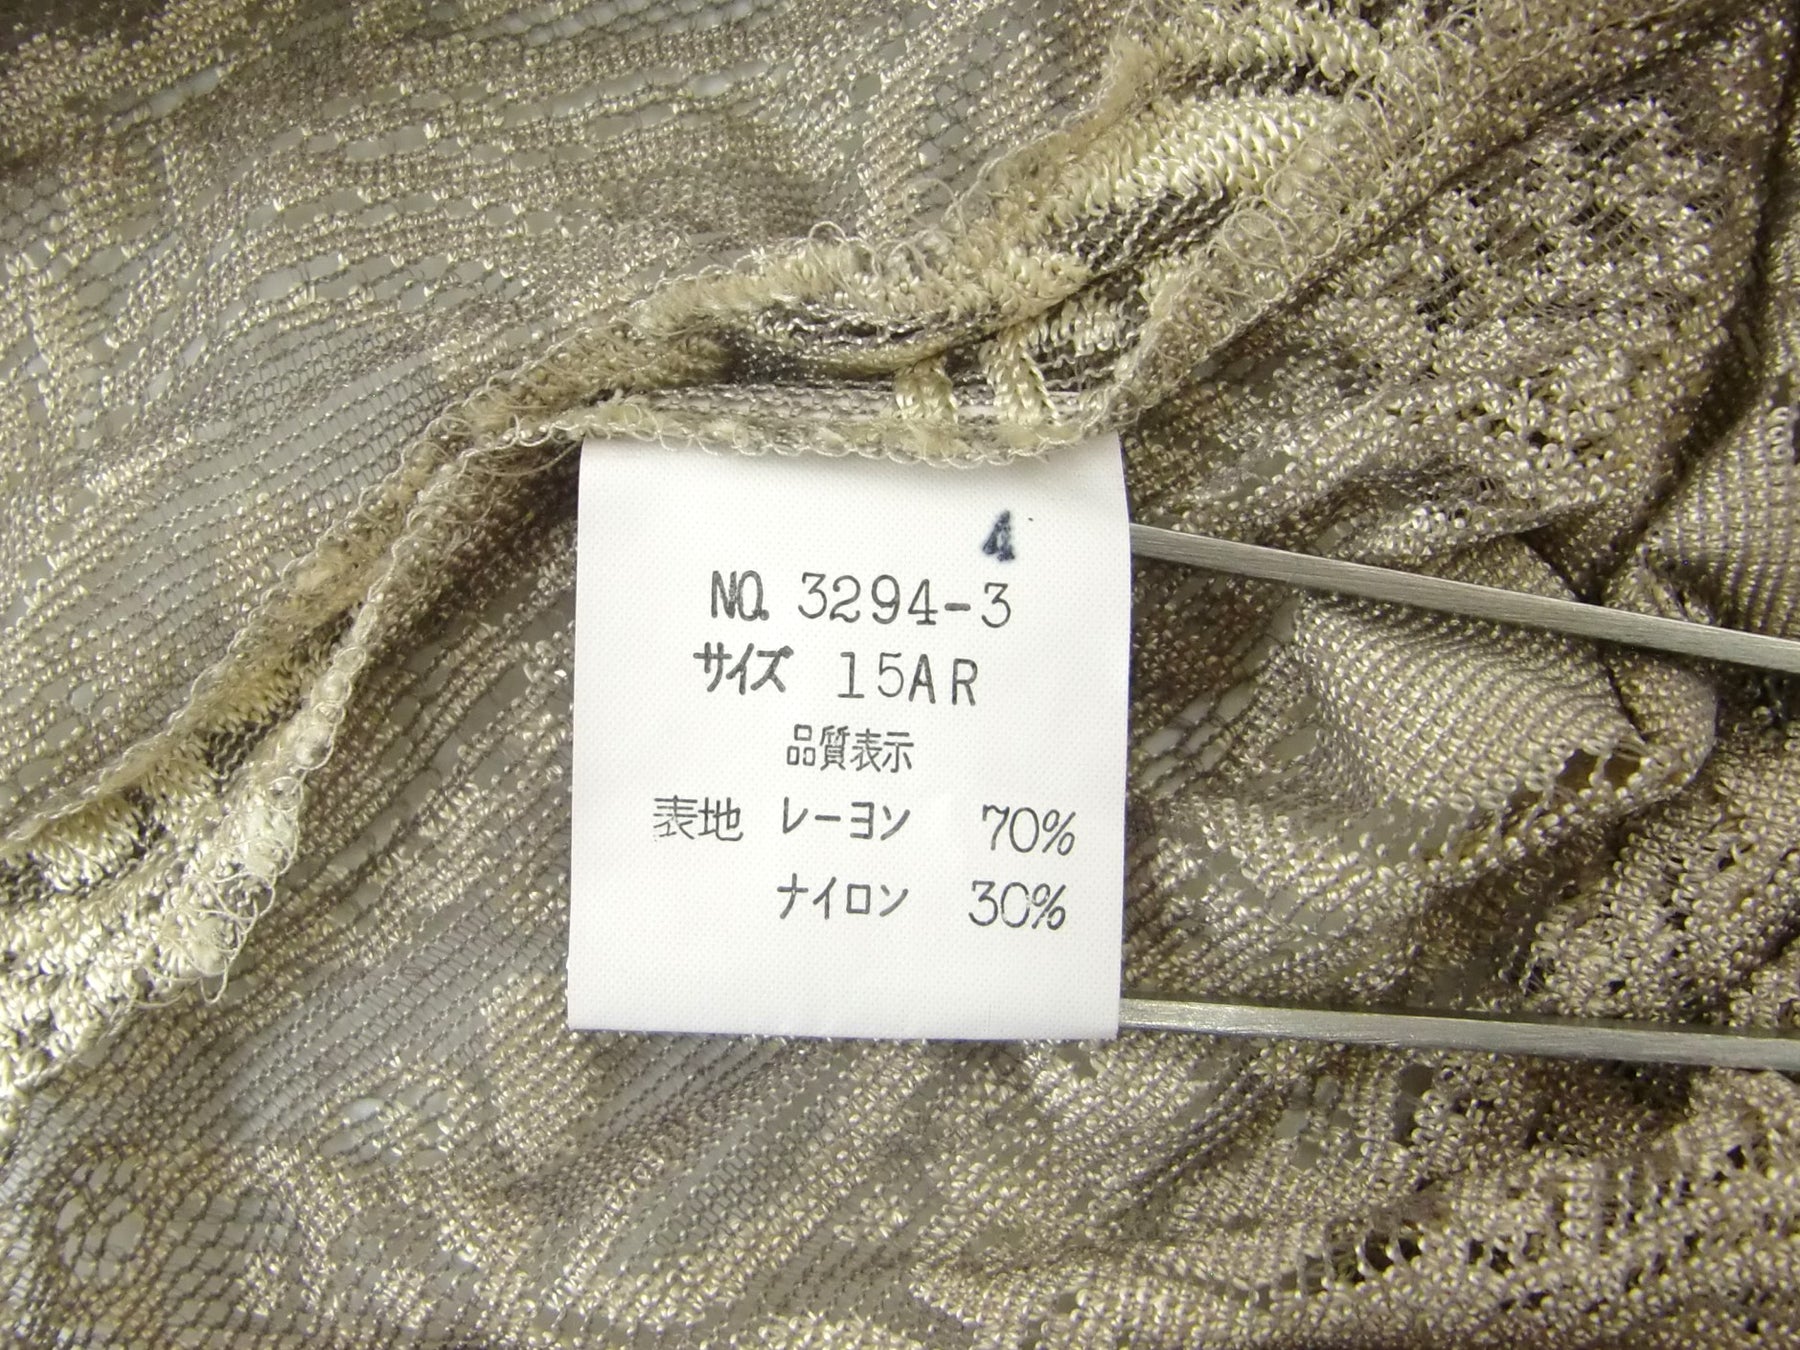 4
NO. 3294-3
サイズ 15AR
品質表示
表地 レーヨン 70%
ナイロン 30%